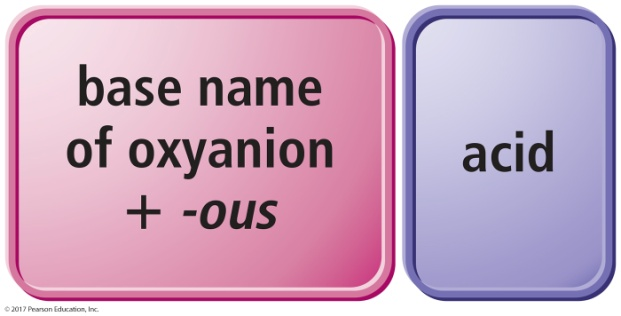 base name
of oxyanion
+ -ous
acid
© 2017 Pearson Education, Inc.